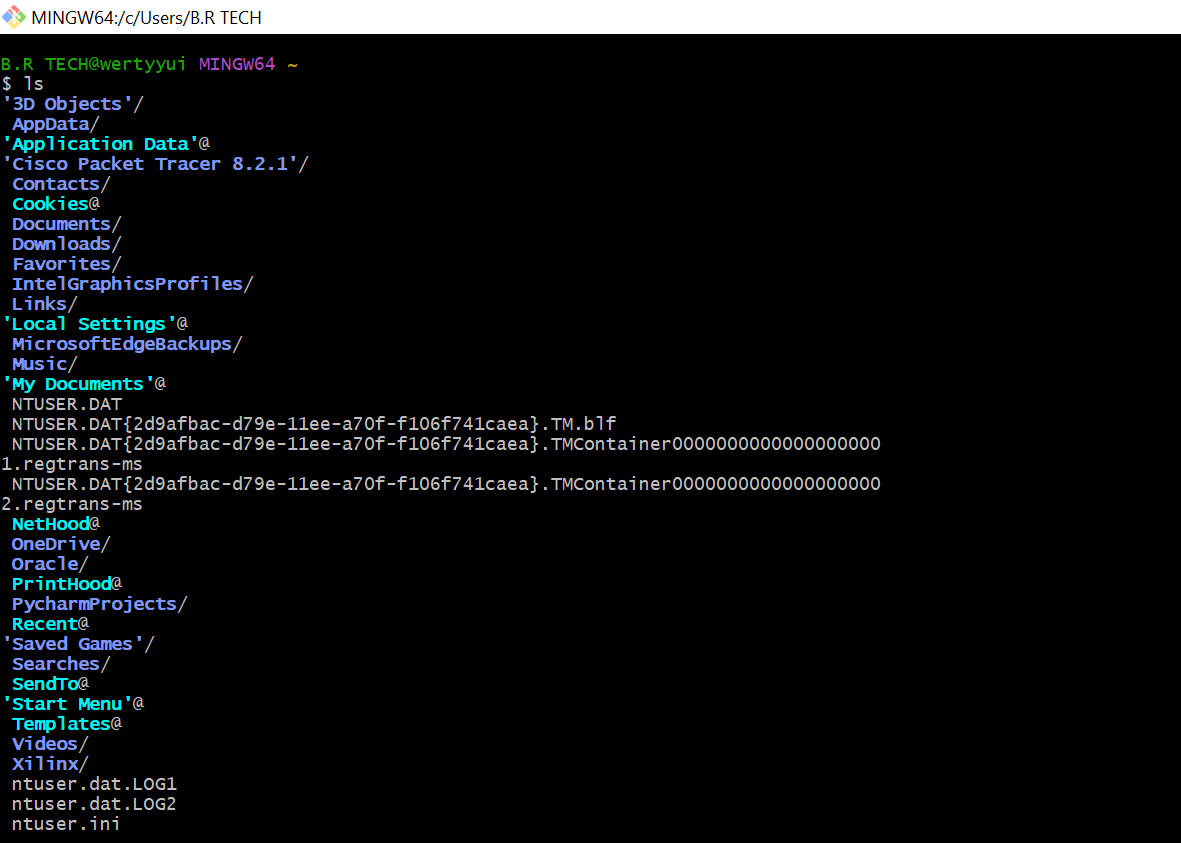 MINGW64:/c/Users/B.R TECH
B.R TECH@wertyyui MINGW64 ~
$ ls
'3D Objects'/
AppData/
'Application Data'@
'Cisco Packet Tracer 8.2.1'/
Contacts/
Cookies@
Documents/
Downloads/
Favorites/
IntelGraphicsProfiles/
Links/
'Local Settings'@
MicrosoftEdgeBackups/
Music/
'My Documents'@
NTUSER.DAT
NTUSER.DAT{2d9afbac-d79e-11ee-a70f-f106f741caea}.TM.blf
NTUSER.DAT{2d9afbac-d79e-11ee-a70f-f106f741caea}.TMContainer0000000000000000000
1.regtrans-ms
NTUSER.DAT{2d9afbac-d79e-11ee-a70f-f106f741caea}.TMContainer0000000000000000000
2.regtrans-ms
NetHood@
OneDrive/
Oracle/
PrintHood@
PycharmProjects/
Recent@
'Saved Games'/
Searches/
SendTo@
'Start Menu'@
Templates@
Videos/
Xilinx/
ntuser.dat.LOG1
ntuser.dat.LOG2
ntuser.ini